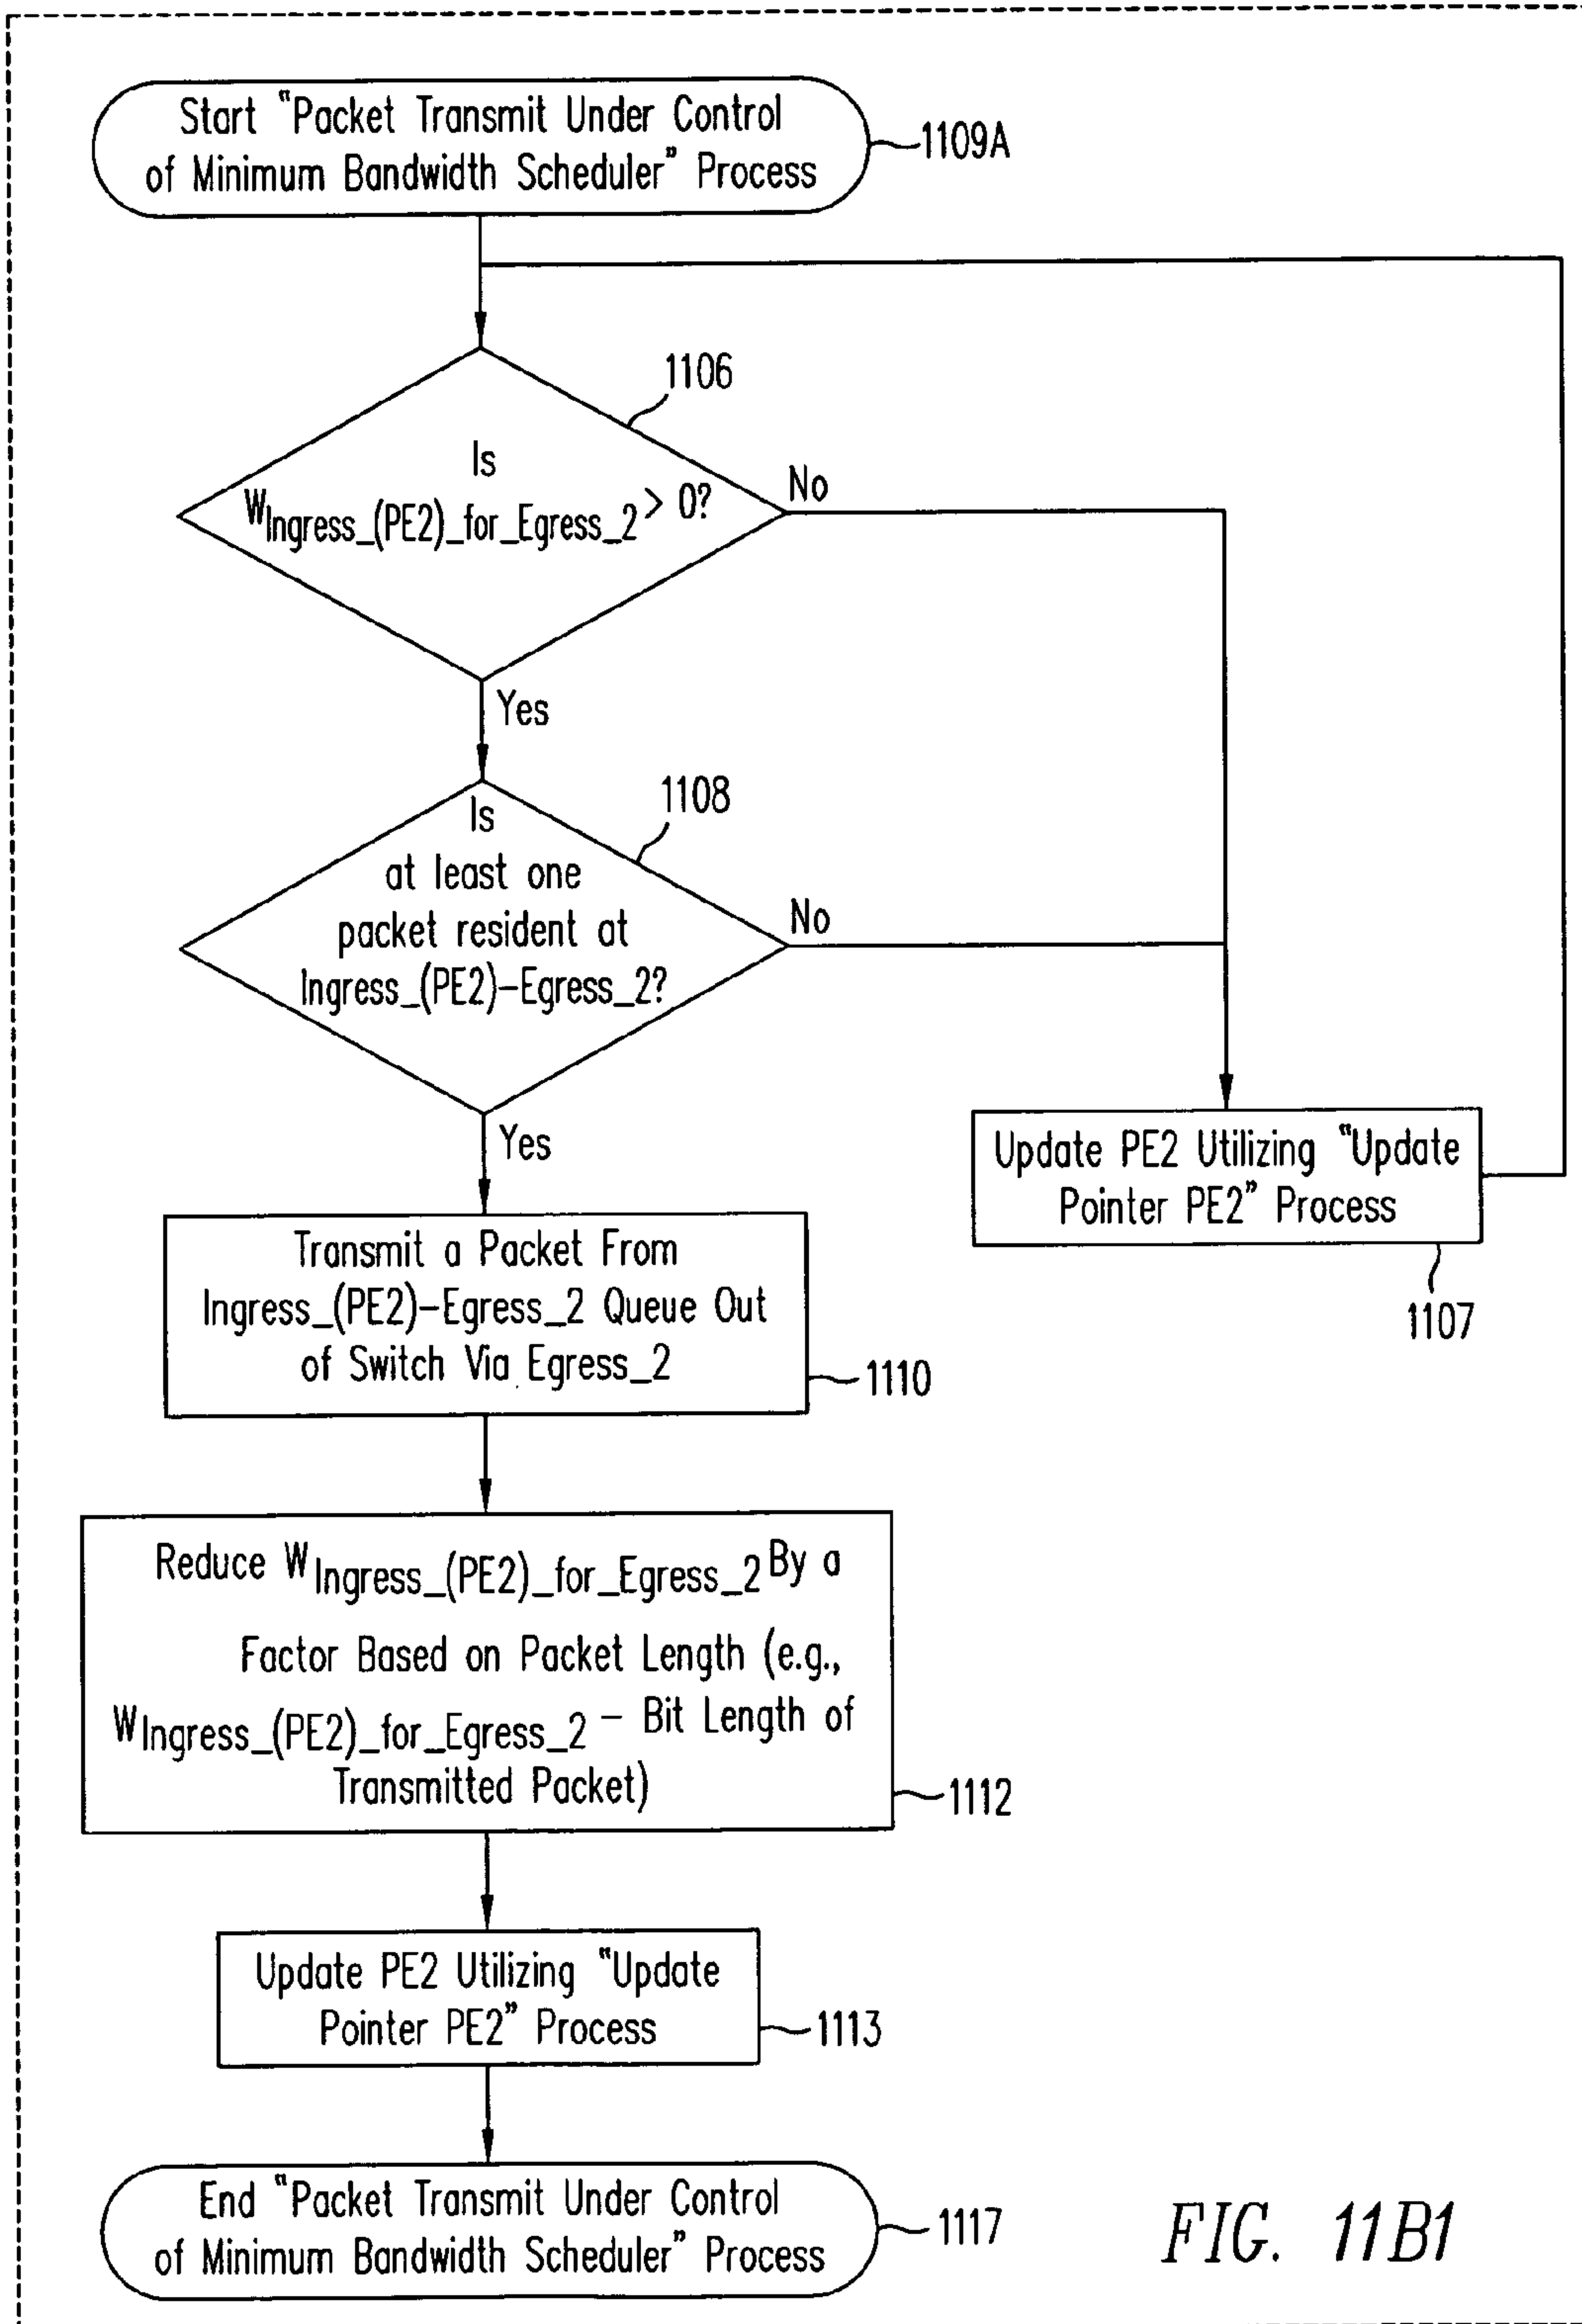 Start "Packet Transmit Under Control
of Minimum Bandwidth Scheduler" Process
1109A
1106
Is
WIngress_(PE2)_for_Egress_2 > 0?
No
Yes
1108
Is
at least one
packet resident at
Ingress_(PE2)-Egress_2?
No
Yes
Update PE2 Utilizing "Update
Pointer PE2" Process
1107
Transmit a Packet From
Ingress_(PE2)-Egress_2 Queue Out
of Switch Via Egress_2
1110
Reduce WIngress_(PE2)_for_Egress_2 By a
Factor Based on Packet Length (e.g.,
WIngress_(PE2)_for_Egress_2 - Bit Length of
Transmitted Packet)
1112
Update PE2 Utilizing "Update
Pointer PE2" Process
1113
End "Packet Transmit Under Control
of Minimum Bandwidth Scheduler" Process
1117
FIG. 11B1